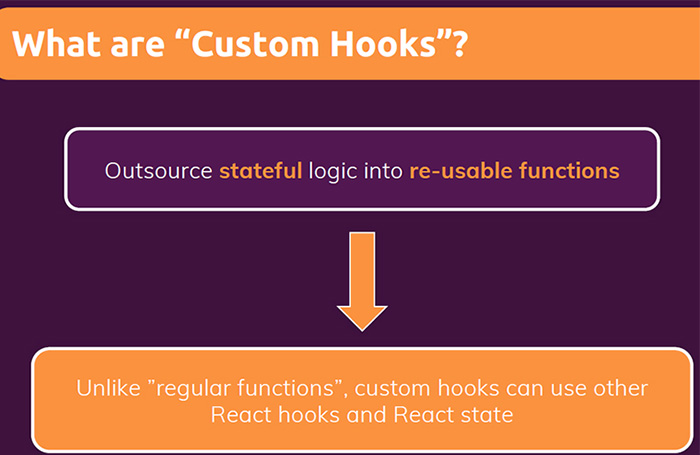 What are “Custom Hooks”?
Outsource stateful logic into re-usable functions
Unlike ”regular functions”, custom hooks can use other
React hooks and React state